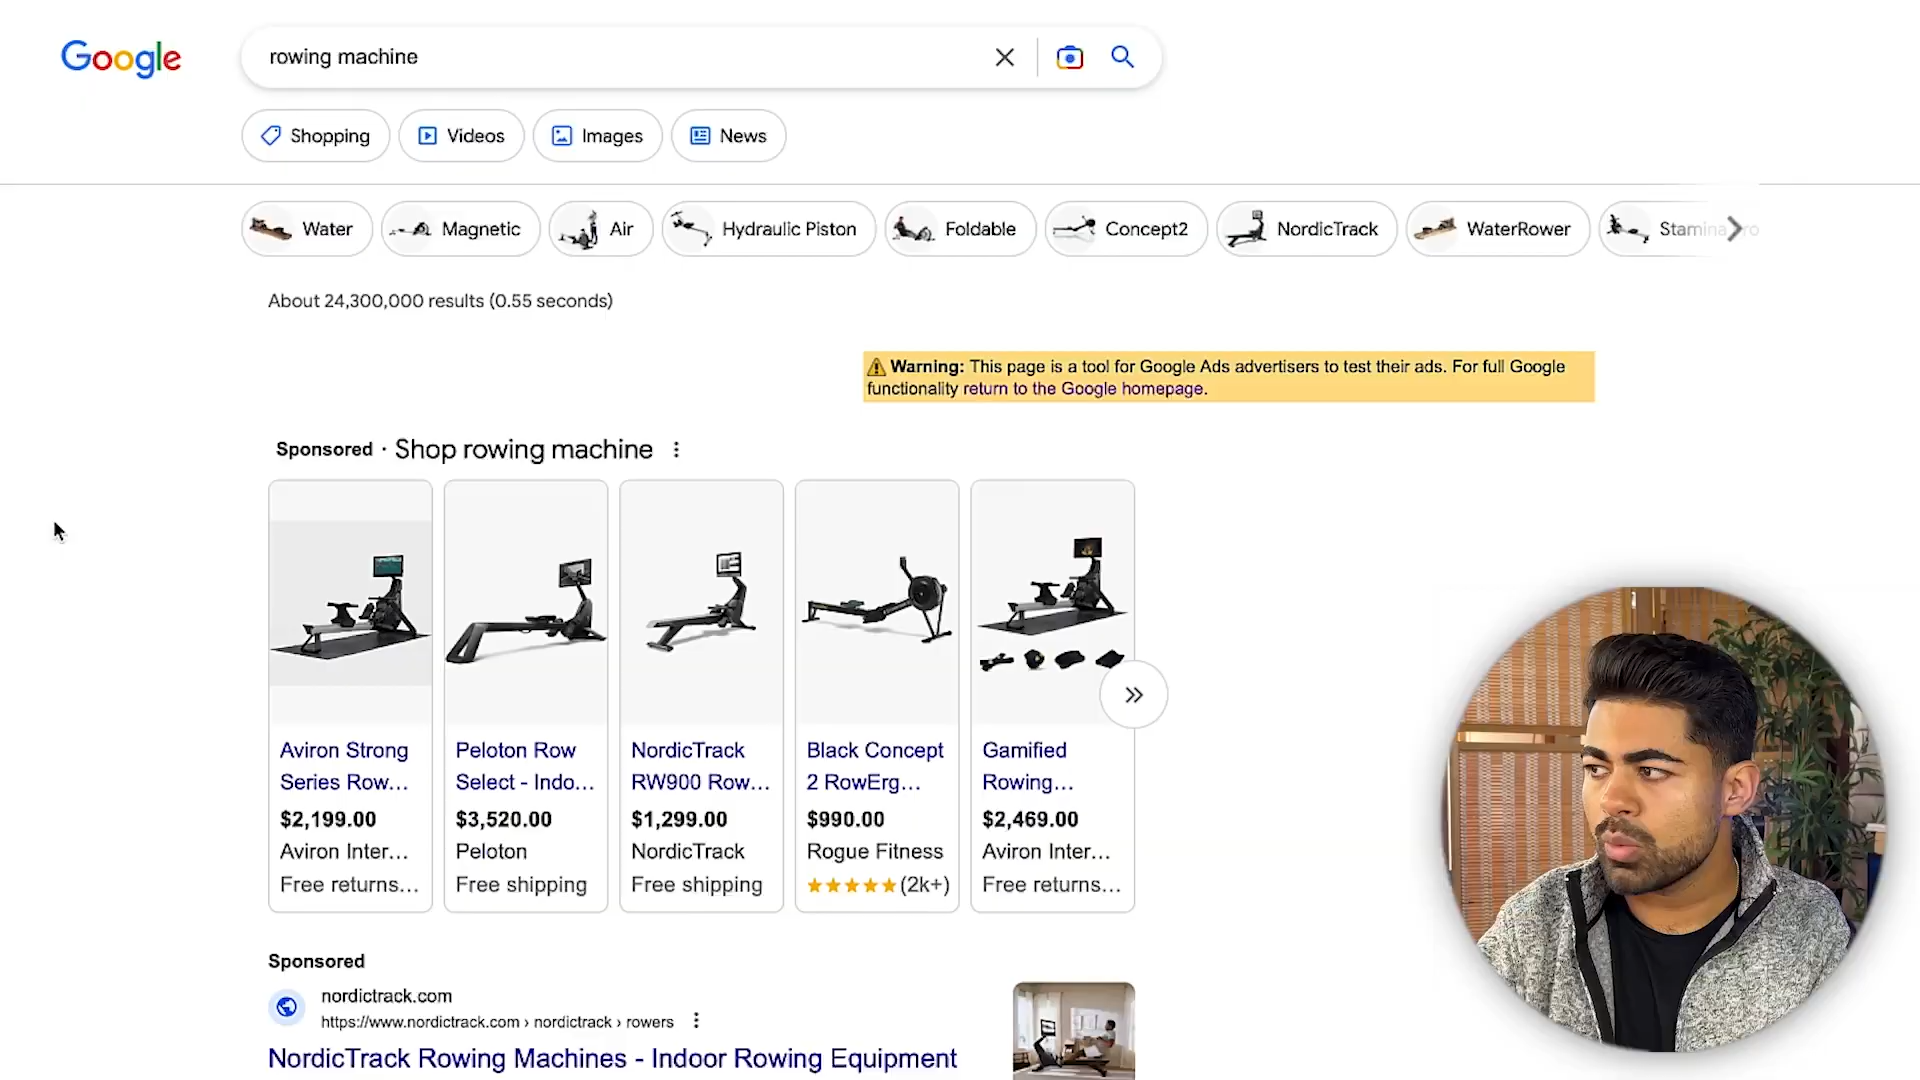 Google
rowing machine
Shopping
Videos
Images
News
Water
Magnetic
Air
Hydraulic Piston
Foldable
Concept2
NordicTrack
WaterRower
Stamina
About 24,300,000 results (0.55 seconds)
Warning: This page is a tool for Google Ads advertisers to test their ads. For full Google
functionality return to the Google homepage.
Sponsored · Shop rowing machine
Aviron Strong
Series Row...
$2,199.00
Aviron Inter...
Free returns...
Peloton Row
Select - Indo...
$3,520.00
Peloton
Free shipping
NordicTrack
RW900 Row...
$1,299.00
NordicTrack
Free shipping
Black Concept
2 RowErg...
$990.00
Rogue Fitness
(2k+)
Gamified
Rowing...
$2,469.00
Aviron Inter...
Free returns...
Sponsored
nordictrack.com
https://www.nordictrack.com › nordictrack › rowers
NordicTrack Rowing Machines - Indoor Rowing Equipment